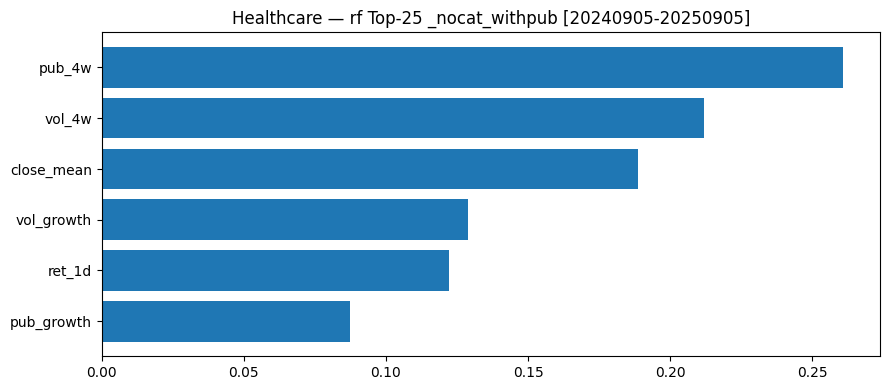 Healthcare — rf Top-25 _nocat_withpub [20240905-20250905]
pub_4w
vol_4w
close_mean
vol_growth
ret_1d
pub_growth
0.00 0.05 0.10 0.15 0.20 0.25